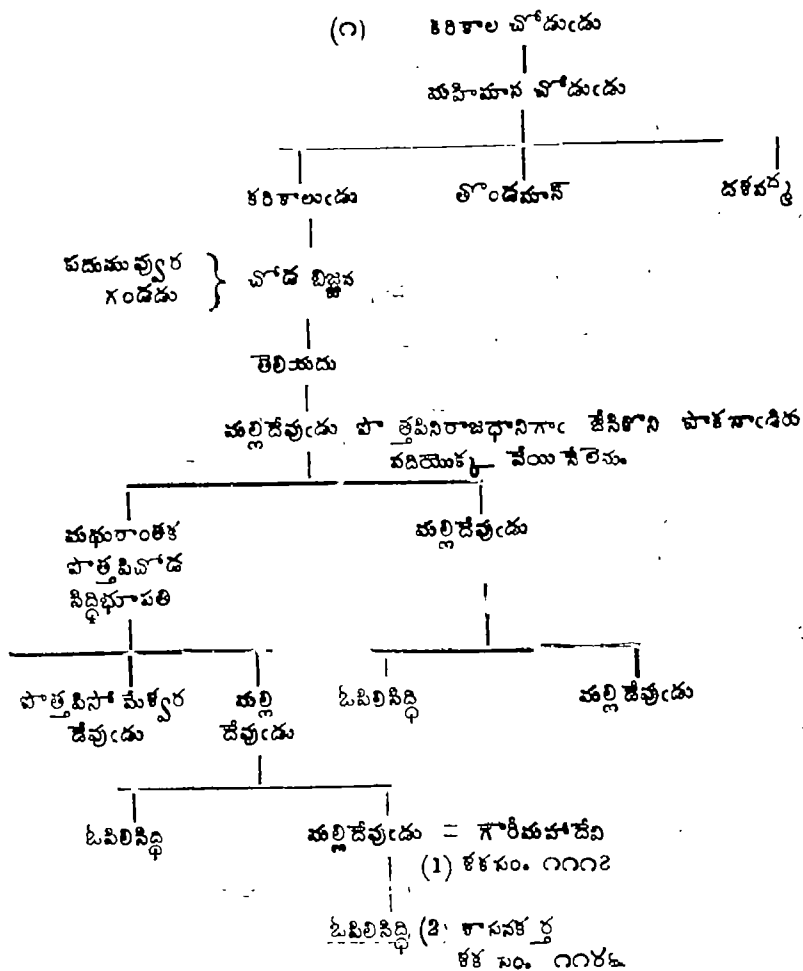 (౧) కరికాల చోడుఁడు
మహిమాన చోడుఁడు
కరికాలుఁడు తొండమాన్ దళవర్మ
పదుమువ్వుర
గండడు } చోడ బిజ్జన
తెలియదు
మల్లిదేవుఁడు పొత్తపినిరాజధానిగాఁ జేసికొని పాకనాఁడిరు
వదియొక్క వేయి నేలెను.
మధురాంతక మల్లిదేవుఁడు
పొత్తపిచోడ
సిద్ధిభూపతి
పొత్తపిసోమేశ్వర మల్లి ఓపిలిసిద్ధి మల్లిదేవుఁడు
దేవుఁడు దేవుఁడు
ఓపిలిసిద్ధి మల్లిదేవుఁడు = గౌరీమహాదేవి
(1) శకసం. ౧౧౧౭
ఓపిలిసిద్ధి (2) శాసనకర్త
శక సం. ౧౧౪౬